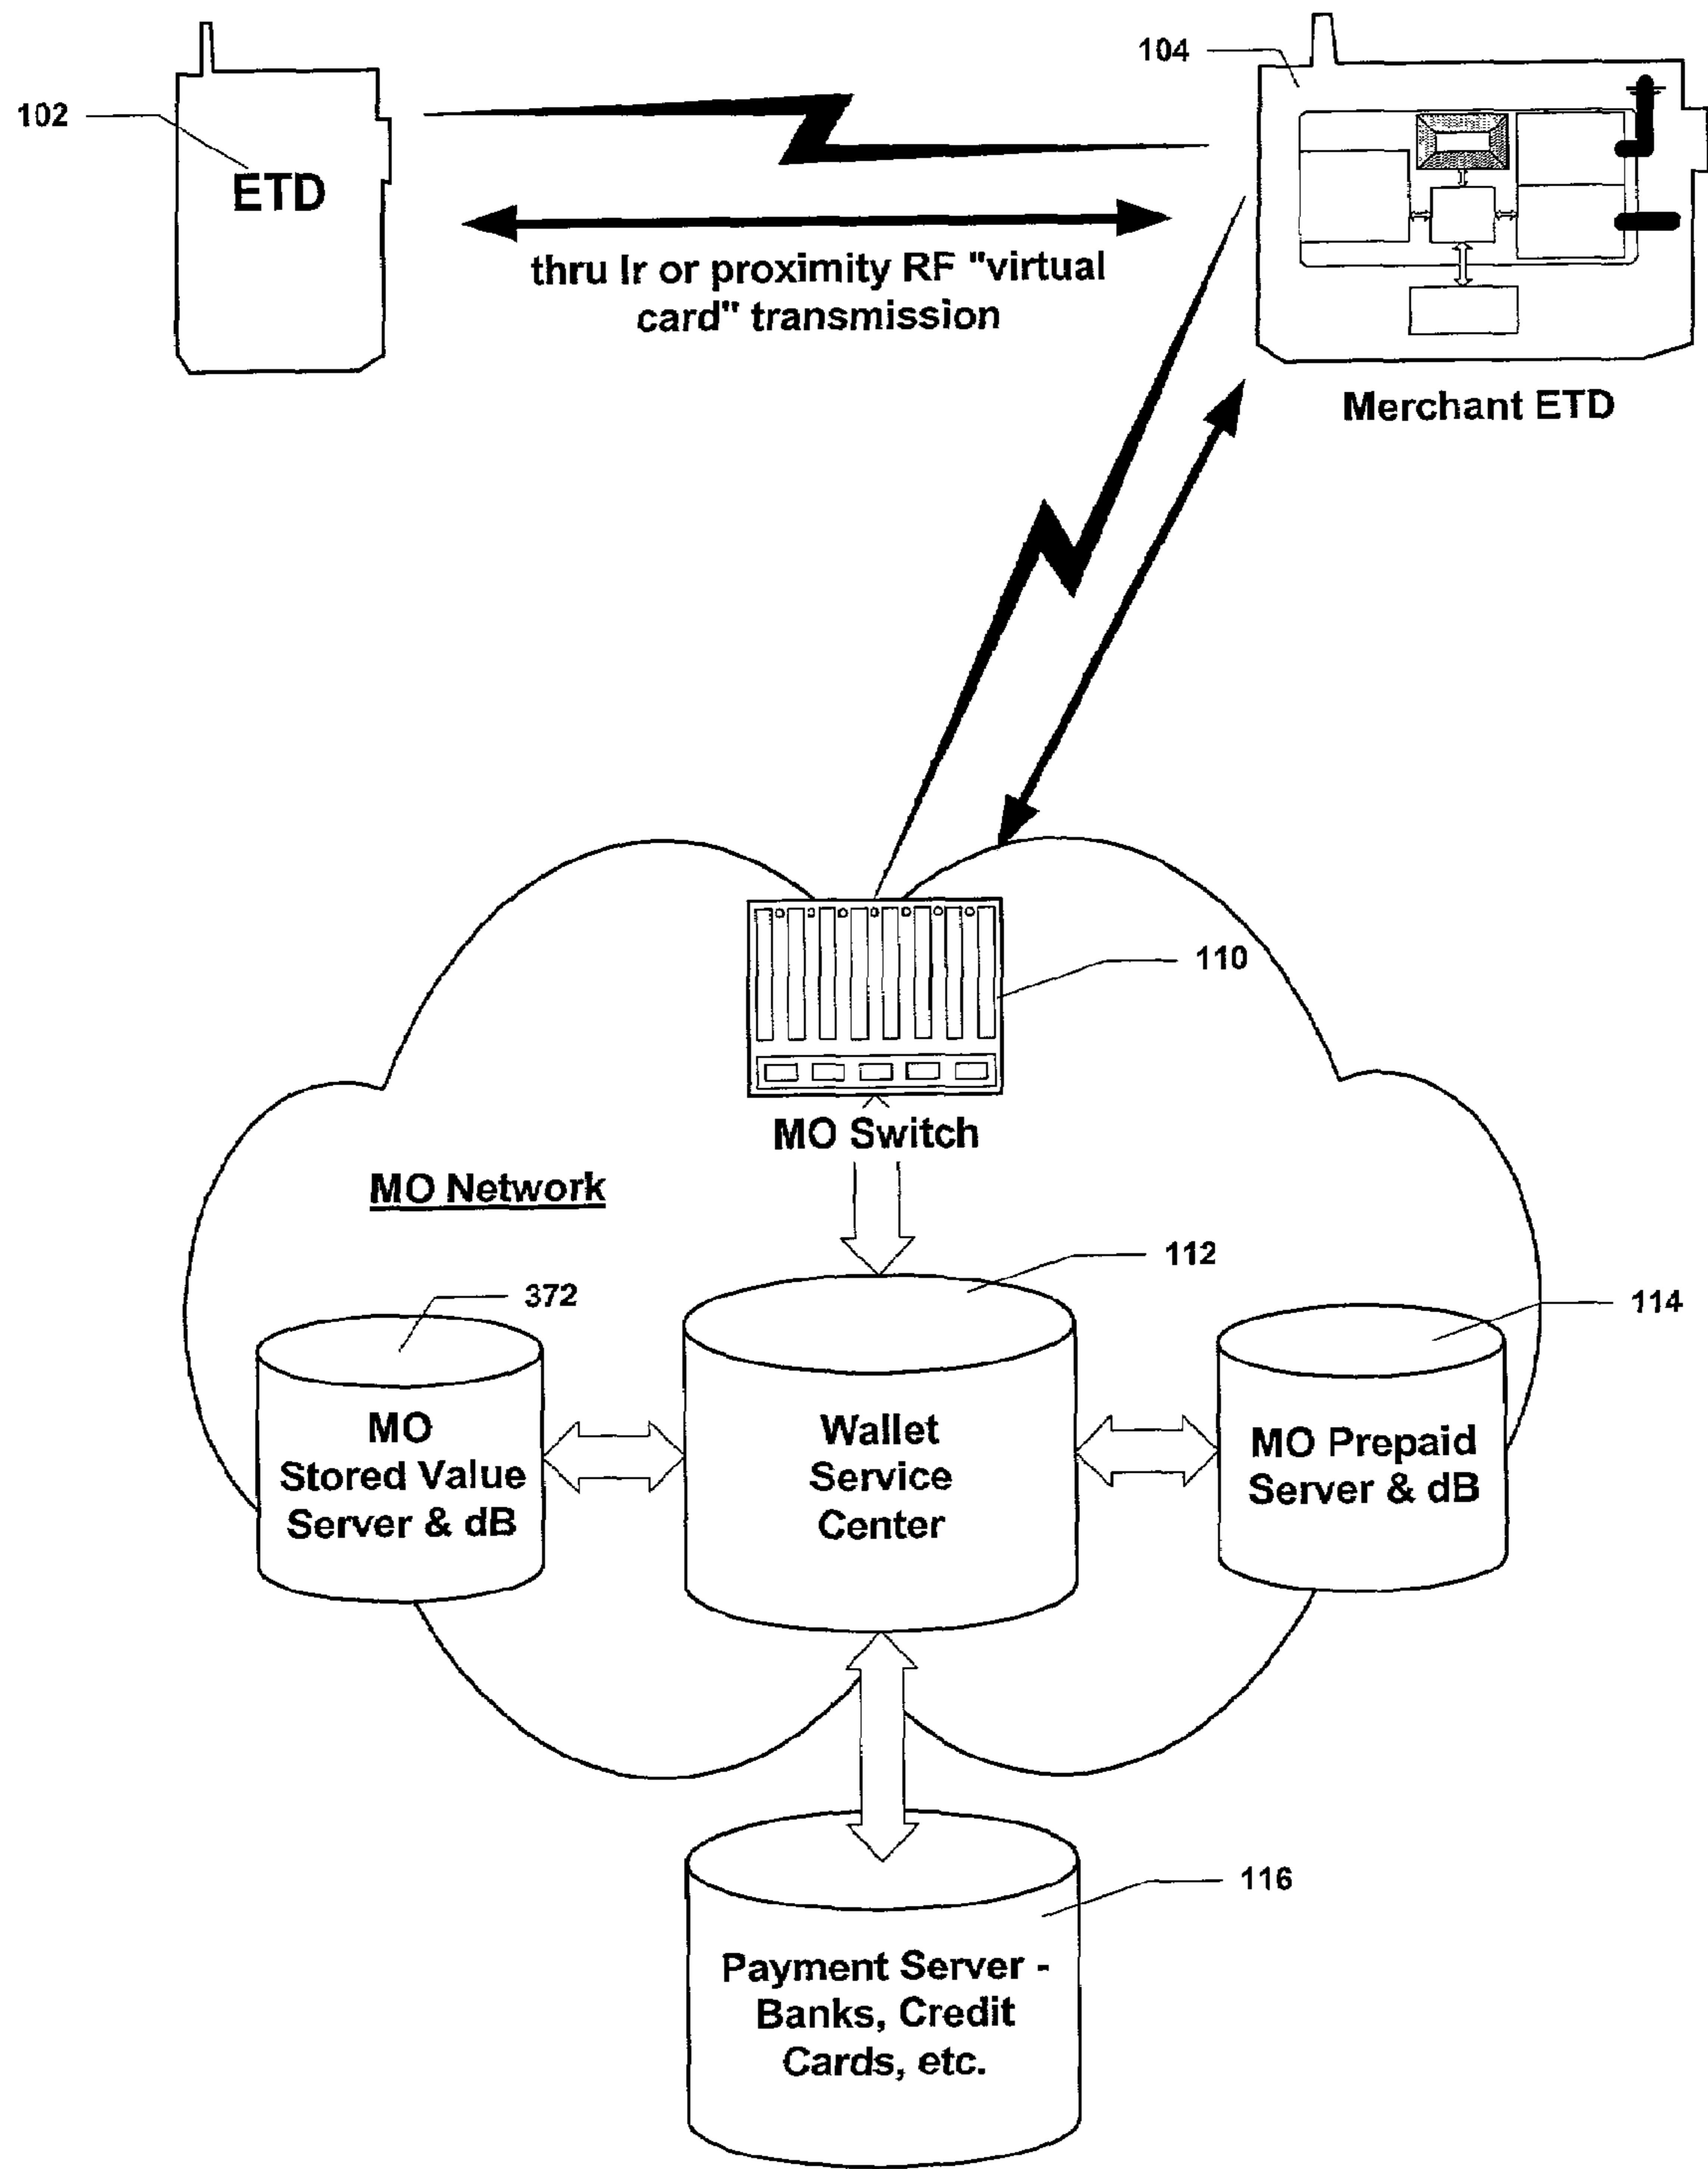 104
102
ETD
thru Ir or proximity RF "virtual
card" transmission
Merchant ETD
110
MO Switch
MO Network
112
372
114
MO
Stored Value
Server & dB
Wallet
Service
Center
MO Prepaid
Server & dB
116
Payment Server -
Banks, Credit
Cards, etc.